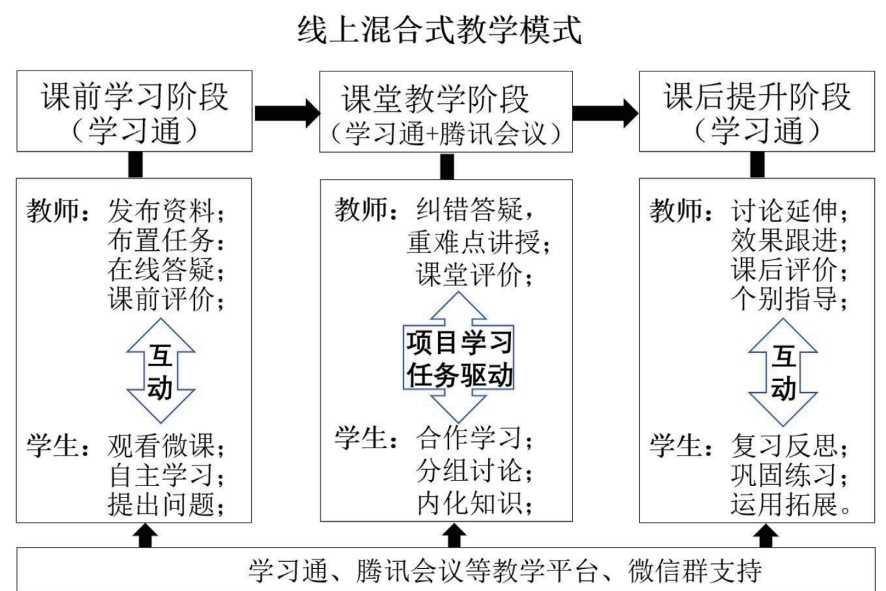 线上混合式教学模式
课前学习阶段
（学习通）
课堂教学阶段
（学习通+腾讯会议）
课后提升阶段
（学习通）
教师：发布资料；
布置任务：
在线答疑；
课前评价；
互
动
学生：观看微课；
自主学习；
提出问题；
教师：纠错答疑，
重难点讲授；
课堂评价；
项目学习
任务驱动
学生：合作学习；
分组讨论；
内化知识；
教师：讨论延伸；
效果跟进；
课后评价；
个别指导；
互
动
学生：复习反思；
巩固练习；
运用拓展。
学习通、腾讯会议等教学平台、微信群支持